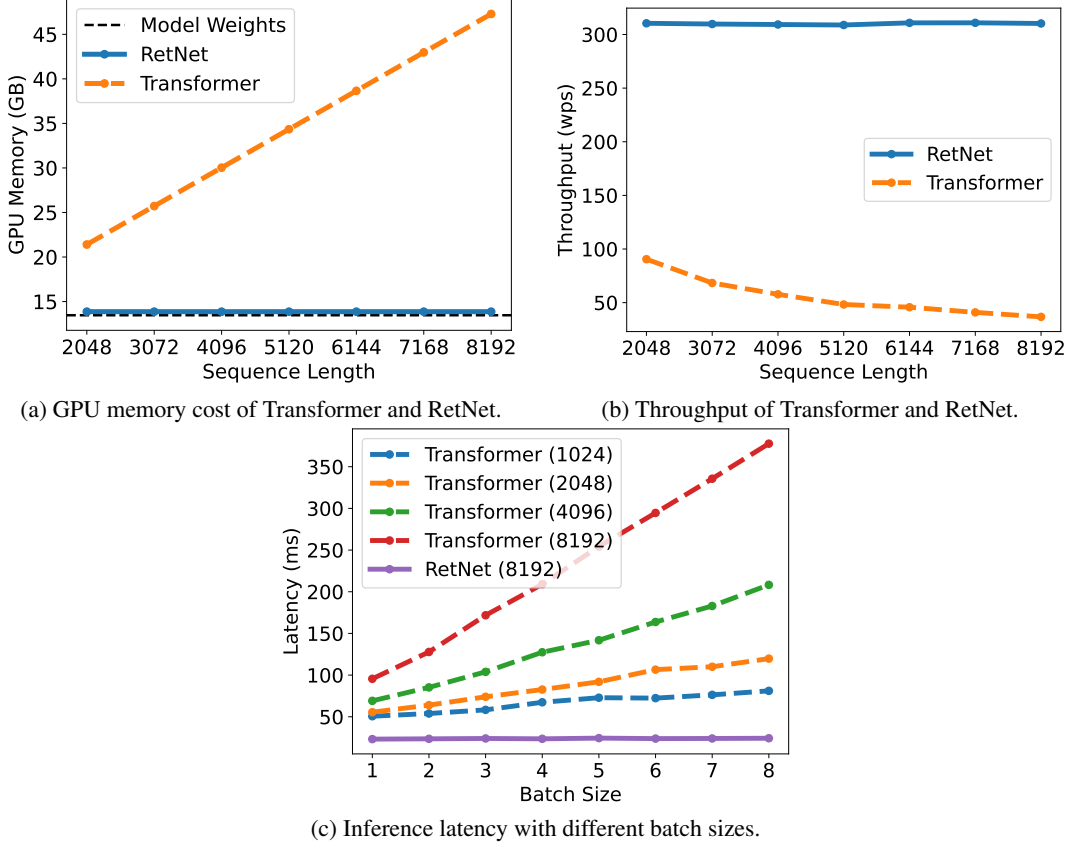 45
40
35
30
25
20
15
GPU Memory (GB)
Model Weights
RetNet
Transformer
2048 3072 4096 5120 6144 7168 8192
Sequence Length
(a) GPU memory cost of Transformer and RetNet.
300
250
200
150
100
50
Throughput (wps)
RetNet
Transformer
2048 3072 4096 5120 6144 7168 8192
Sequence Length
(b) Throughput of Transformer and RetNet.
350
300
250
200
150
100
50
Latency (ms)
Transformer (1024)
Transformer (2048)
Transformer (4096)
Transformer (8192)
RetNet (8192)
1 2 3 4 5 6 7 8
Batch Size
(c) Inference latency with different batch sizes.